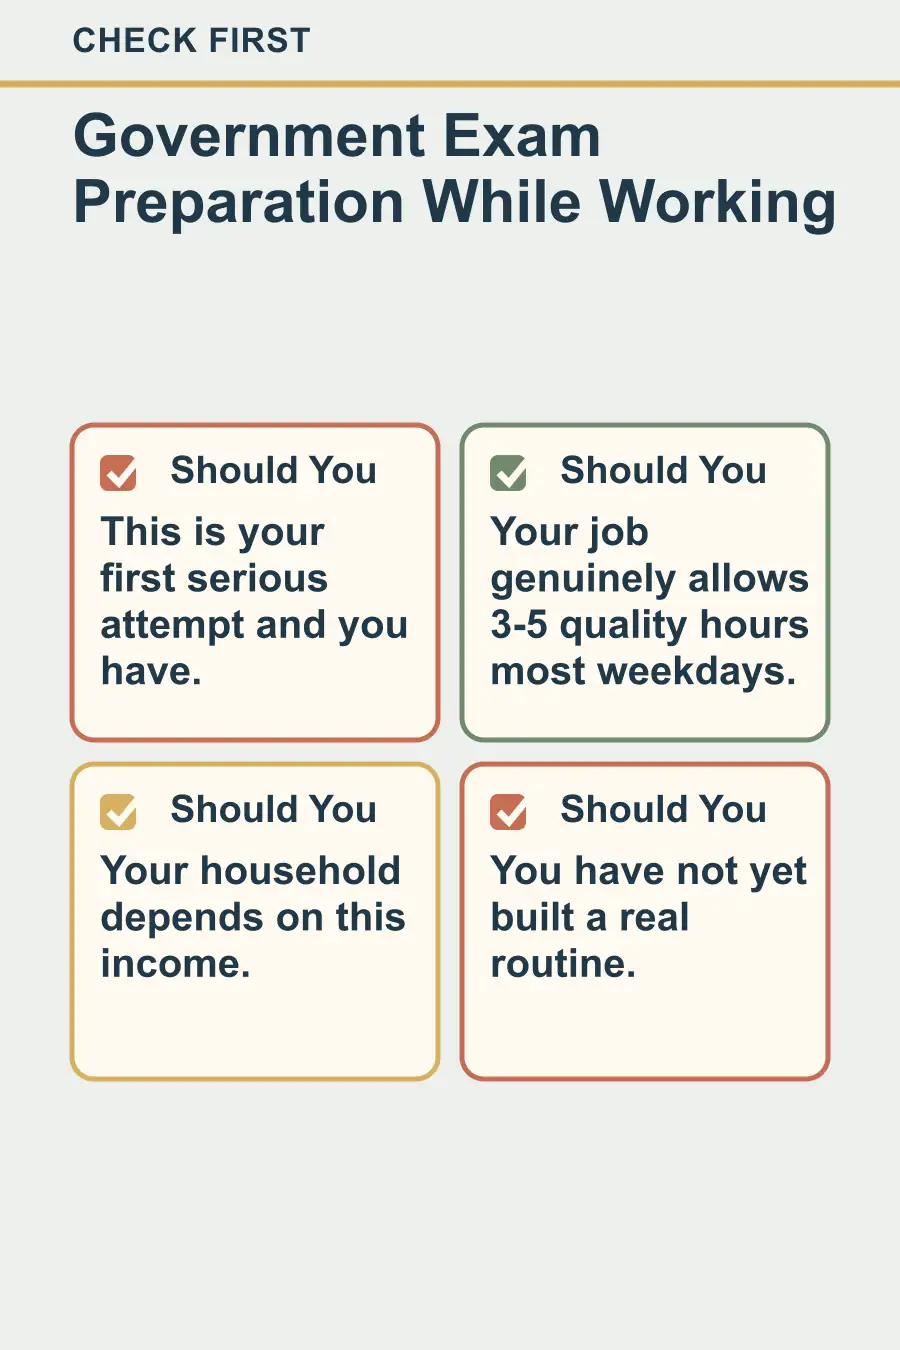 CHECK FIRST
Government Exam
Preparation While Working
Should You
This is your
first serious
attempt and you
have.
Should You
Your job
genuinely allows
3-5 quality hours
most weekdays.
Should You
Your household
depends on this
income.
Should You
You have not yet
built a real
routine.